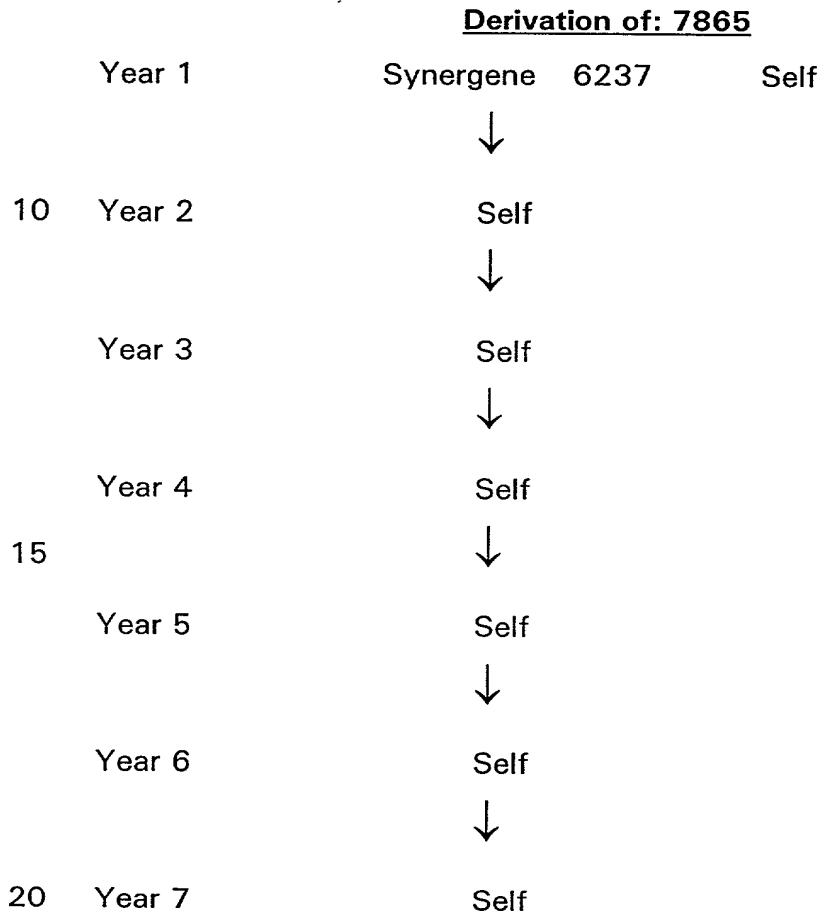 Derivation of: 7865
Year 1 Synergene 6237 Self
↓
10 Year 2 Self
↓
Year 3 Self
↓
Year 4 Self
15 ↓
Year 5 Self
↓
Year 6 Self
↓
20 Year 7 Self